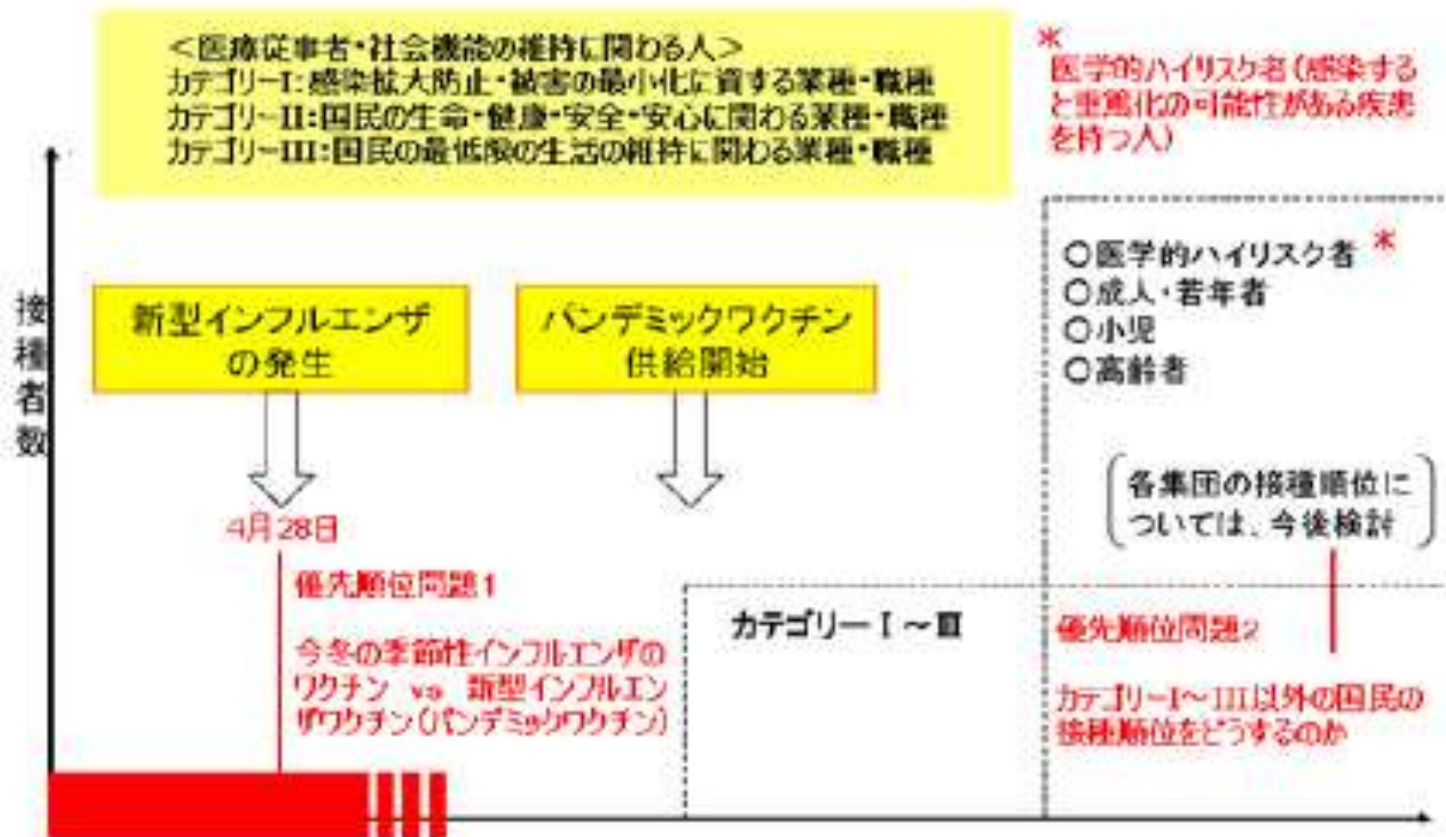 ＜医療従事者・社会機能の維持に関わる人＞
カテゴリーI:感染拡大防止・被害の最小化に資する業種・職種
カテゴリーII:国民の生命・健康・安全・安心に関わる業種・職種
カテゴリーIII:国民の最低限の生活の維持に関わる業種・職種
*
医学的ハイリスク者(感染する
と重篤化の可能性がある疾患
を持つ人)
接種者数
新型インフルエンザ
の発生
パンデミックワクチン
供給開始
○医学的ハイリスク者 *
○成人・若年者
○小児
○高齢者
各集団の接種順位に
ついては、今後検討
4月28日
優先順位問題1
今冬の季節性インフルエンザの
ワクチン vs 新型インフルエン
ザワクチン(パンデミックワクチン)
カテゴリーⅠ～Ⅲ
優先順位問題2
カテゴリーI～III以外の国民の
接種順位をどうするのか